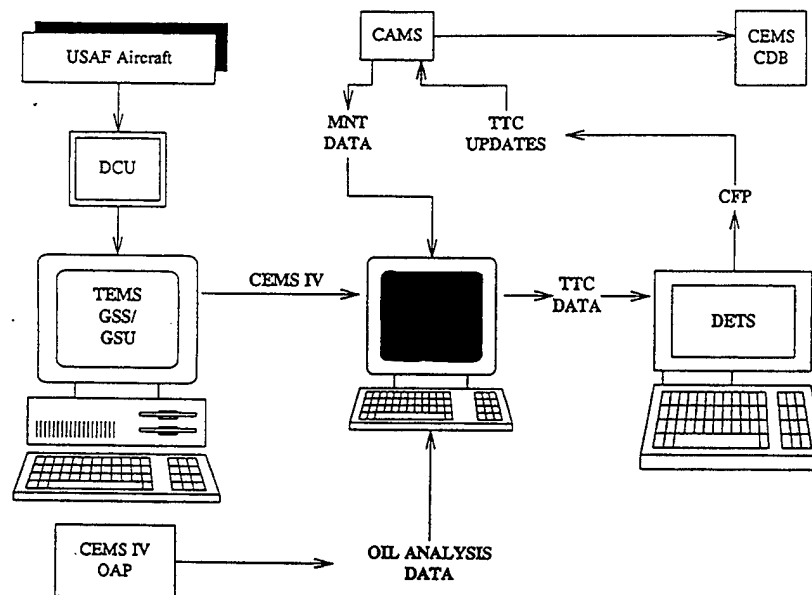 USAF Aircraft
CAMS
CEMS
CDB
MNT
DATA
TTC
UPDATES
DCU
CFP
TEMS
GSS/
GSU
CEMS IV
TTC
DATA
DETS
CEMS IV
OAP
OIL ANALYSIS
DATA